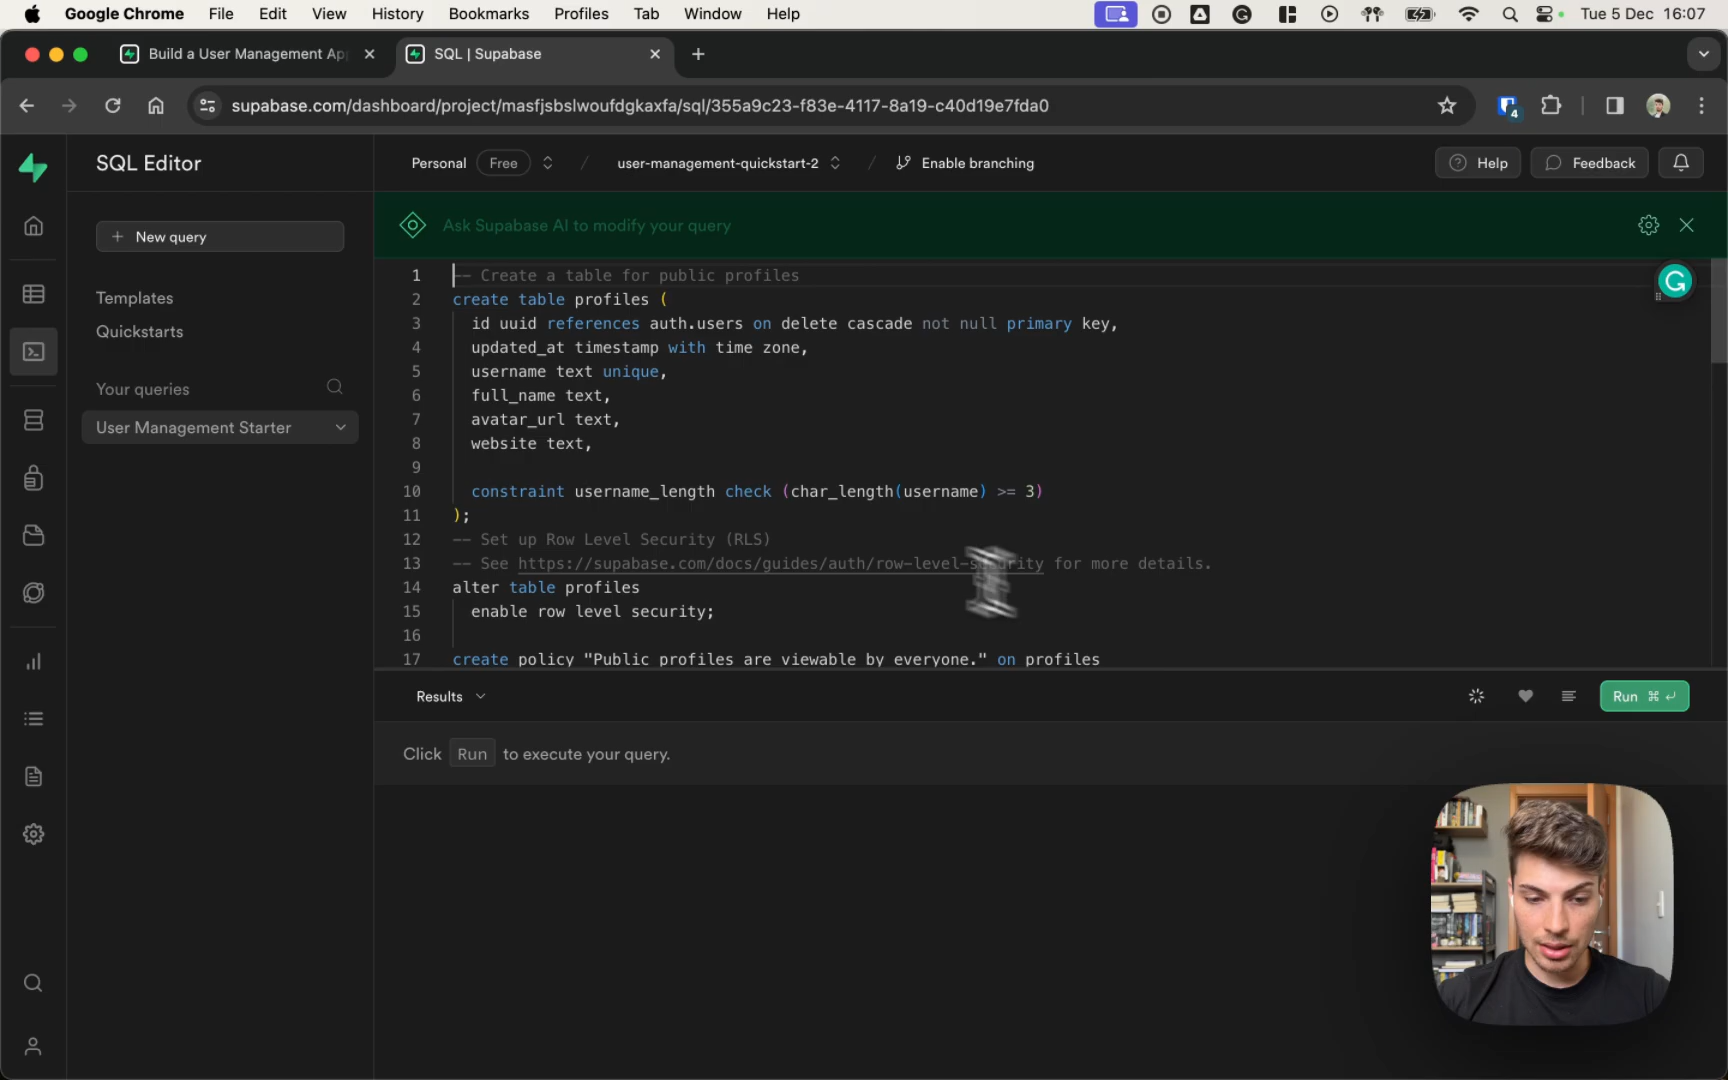 Google Chrome File Edit View History Bookmarks Profiles Tab Window Help Tue 5 Dec 16:07
Build a User Management Ap
SQL | Supabase
supabase.com/dashboard/project/masfjsbslwoufdgkaxfa/sql/355a9c23-f83e-4117-8a19-c40d19e7fda0
4
SQL Editor
Personal Free / user-management-quickstart-2 / Enable branching
Help Feedback
New query
Templates
Quickstarts
Your queries
User Management Starter
Ask Supabase AI to modify your query
1 -- Create a table for public profiles
2 create table profiles (
3 id uuid references auth.users on delete cascade not null primary key,
4 updated_at timestamp with time zone,
5 username text unique,
6 full_name text,
7 avatar_url text,
8 website text,
9
10 constraint username_length check (char_length(username) >= 3)
11 );
12 -- Set up Row Level Security (RLS)
13 -- See https://supabase.com/docs/guides/auth/row-level-security for more details.
14 alter table profiles
15 enable row level security;
16
17 create policy "Public profiles are viewable by everyone." on profiles
Results
Run ⌘ ↵
Click Run to execute your query.